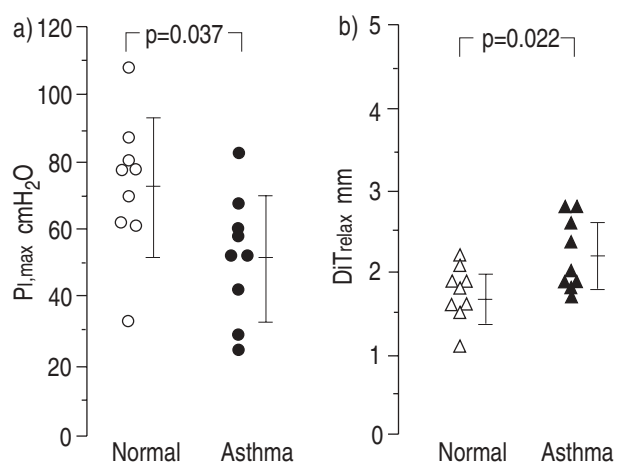 a)
p=0.037
120
100
80
60
40
20
0
PI,max cmH2O
Normal Asthma
b)
p=0.022
5
4
3
2
1
0
DiTrelax mm
Normal Asthma